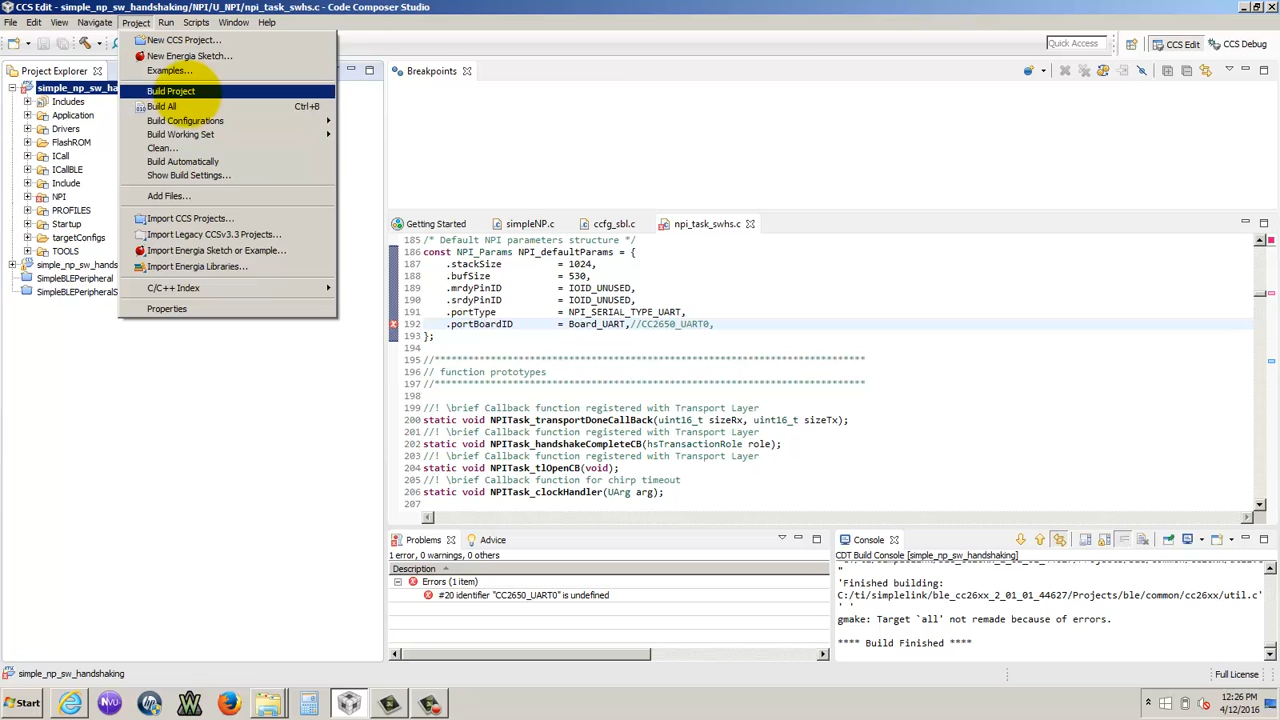 CCS Edit - simple_np_sw_handshaking/NPI/U_NPI/npi_task_swhs.c - Code Composer Studio
File Edit View Navigate Project Run Scripts Window Help
Quick Access CCS Edit CCS Debug
New CCS Project...
New Energia Sketch...
Examples...
Build Project
Build All Ctrl+B
Build Configurations
Build Working Set
Clean...
Build Automatically
Show Build Settings...
Add Files...
Import CCS Projects...
Import Legacy CCSv3.3 Projects...
Import Energia Sketch or Example...
Import Energia Libraries...
C/C++ Index
Properties
Project Explorer
simple_np_sw_ha
Includes
Application
Drivers
FlashROM
ICall
ICallBLE
Include
NPI
PROFILES
Startup
targetConfigs
TOOLS
simple_np_sw_hands
SimpleBLEPeripheral
SimpleBLEPeripheralS
Breakpoints
Getting Started simpleNP.c ccfg_sbl.c npi_task_swhs.c
185 /* Default NPI parameters structure */
186 const NPI_Params NPI_defaultParams = {
187 .stackSize = 1024,
188 .bufSize = 530,
189 .mrdyPinID = IOID_UNUSED,
190 .srdyPinID = IOID_UNUSED,
191 .portType = NPI_SERIAL_TYPE_UART,
192 .portBoardID = Board_UART,//CC2650_UART0,
193 };
194
195 //*****************************************************************************
196 // function prototypes
197 //*****************************************************************************
198
199 //! \brief Callback function registered with Transport Layer
200 static void NPITask_transportDoneCallBack(uint16_t sizeRx, uint16_t sizeTx);
201 //! \brief Callback function registered with Transport Layer
202 static void NPITask_handshakeCompleteCB(hsTransactionRole role);
203 //! \brief Callback function registered with Transport Layer
204 static void NPITask_tlOpenCB(void);
205 //! \brief Callback function for chirp timeout
206 static void NPITask_clockHandler(UArg arg);
207
Problems Advice
1 error, 0 warnings, 0 others
Description
Errors (1 item)
#20 identifier "CC2650_UART0" is undefined
Console
CDT Build Console [simple_np_sw_handshaking]
"
'Finished building:
C:/ti/simplelink/ble_cc26xx_2_01_01_44627/Projects/ble/common/cc26xx/util.c'
' '
gmake: Target `all' not remade because of errors.
**** Build Finished ****
simple_np_sw_handshaking
Full License
Start
12:26 PM
4/12/2016